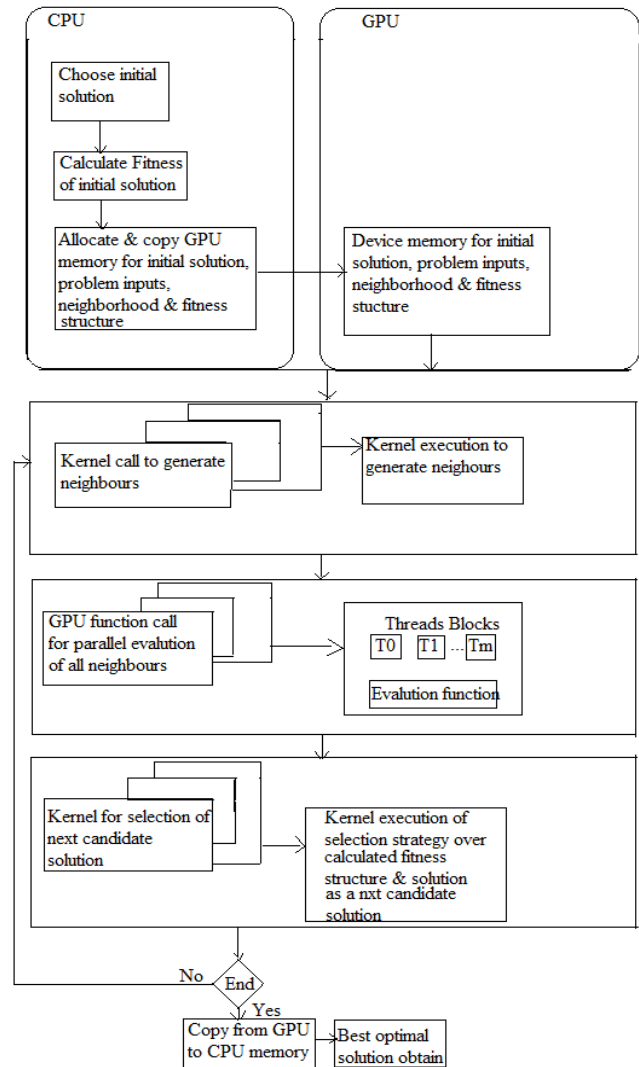 CPU
GPU
Choose initial
solution
Calculate Fitness
of initial solution
Allocate & copy GPU
memory for initial solution,
problem inputs,
neighborhood & fitness
structure
Device memory for initial
solution, problem inputs,
neighborhood & fitness
stucture
Kernel call to generate
neighbours
Kernel execution to
generate neighours
GPU function call
for parallel evalution
of all neighbours
Threads Blocks
T0 T1 ... Tm
Evalution function
Kernel for selection of
next candidate
solution
Kernel execution of
selection strategy over
calculated fitness
structure & solution
as a nxt candidate
solution
No
End
Yes
Copy from GPU
to CPU memory
Best optimal
solution obtain